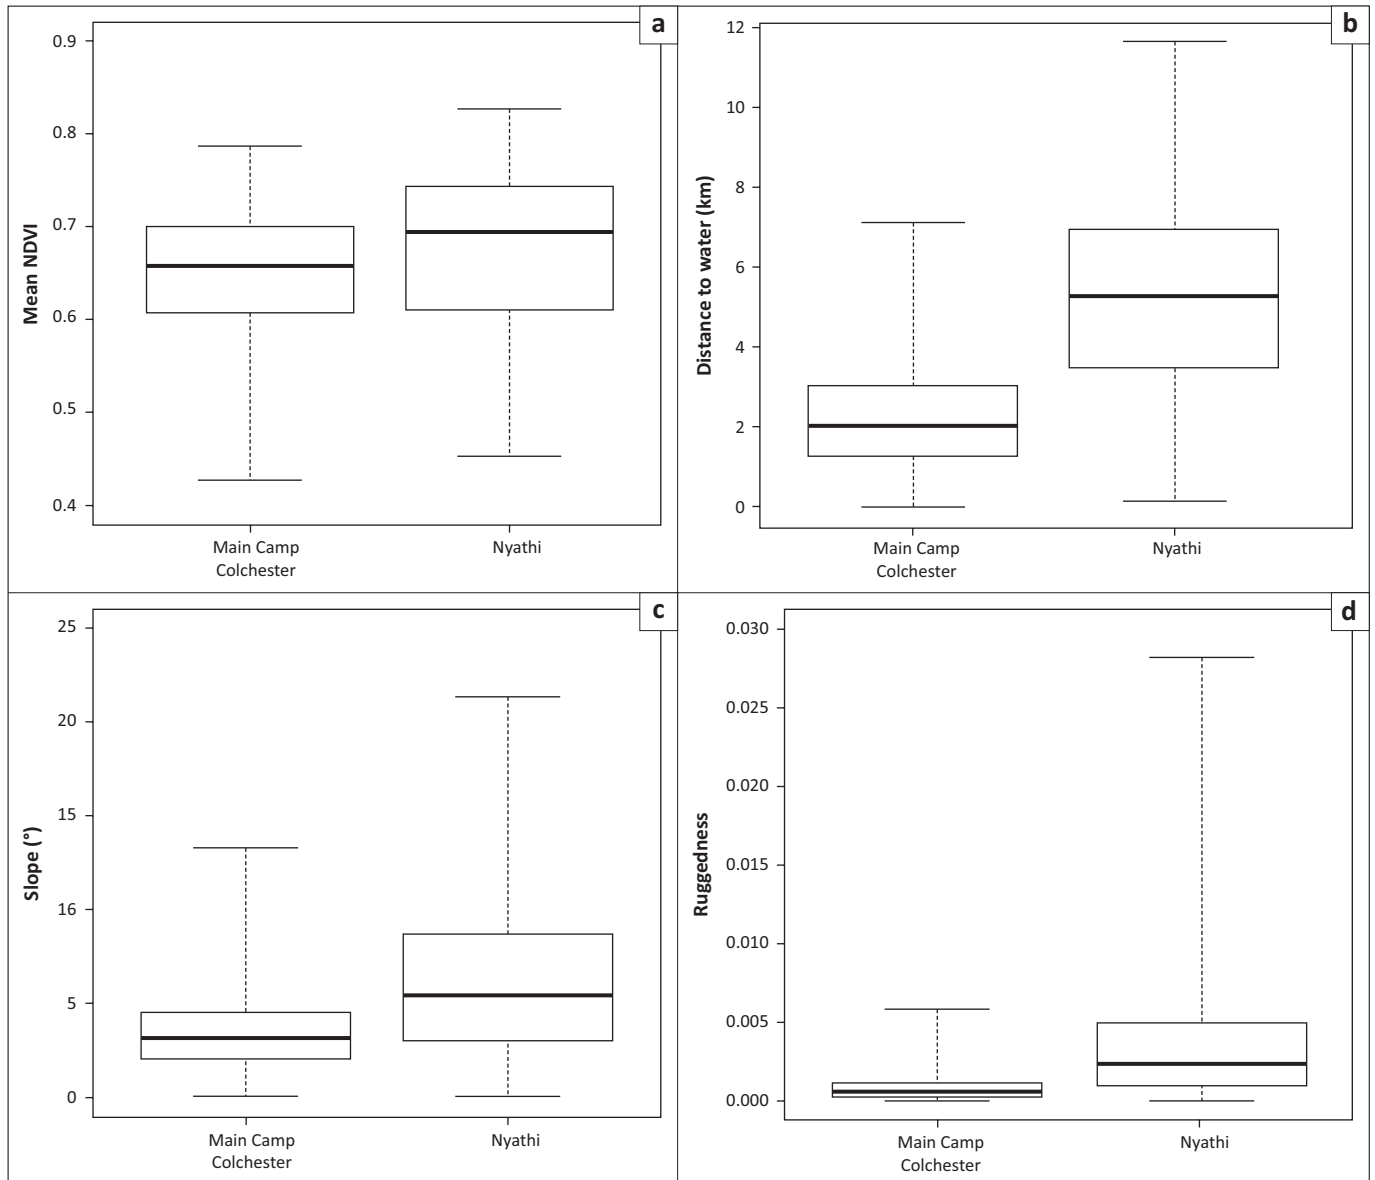 a
0.9
0.8
0.7
0.6
0.5
0.4
Mean NDVI
Main Camp
Colchester
Nyathi
b
12
10
8
6
4
2
0
Distance to water (km)
Main Camp
Colchester
Nyathi
c
25
20
15
16
5
0
Slope (°)
Main Camp
Colchester
Nyathi
d
0.030
0.025
0.020
0.015
0.010
0.005
0.000
Ruggedness
Main Camp
Colchester
Nyathi